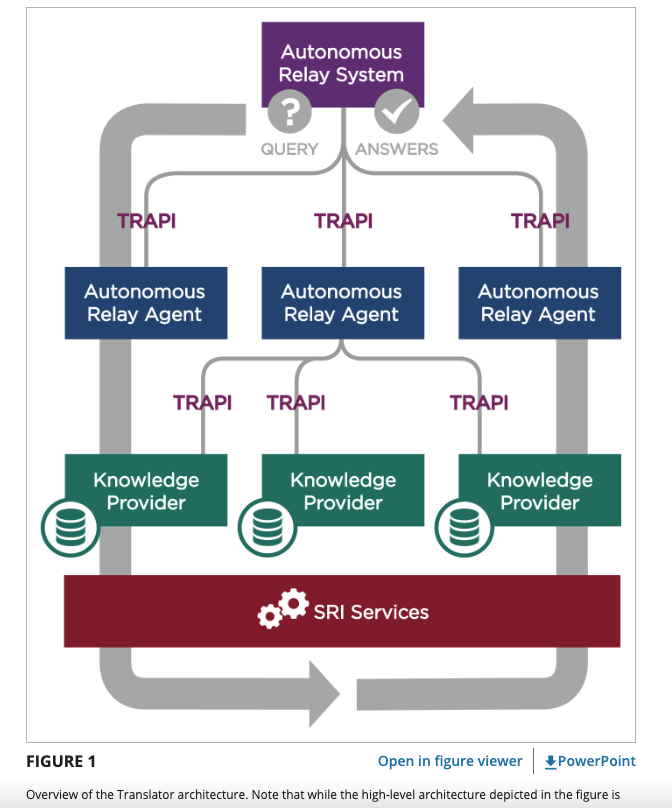 Autonomous
Relay System
?
QUERY
ANSWERS
TRAPI
TRAPI
TRAPI
Autonomous
Relay Agent
Autonomous
Relay Agent
Autonomous
Relay Agent
TRAPI
TRAPI
TRAPI
Knowledge
Provider
Knowledge
Provider
Knowledge
Provider
SRI Services
FIGURE 1
Open in figure viewer
PowerPoint
Overview of the Translator architecture. Note that while the high-level architecture depicted in the figure is